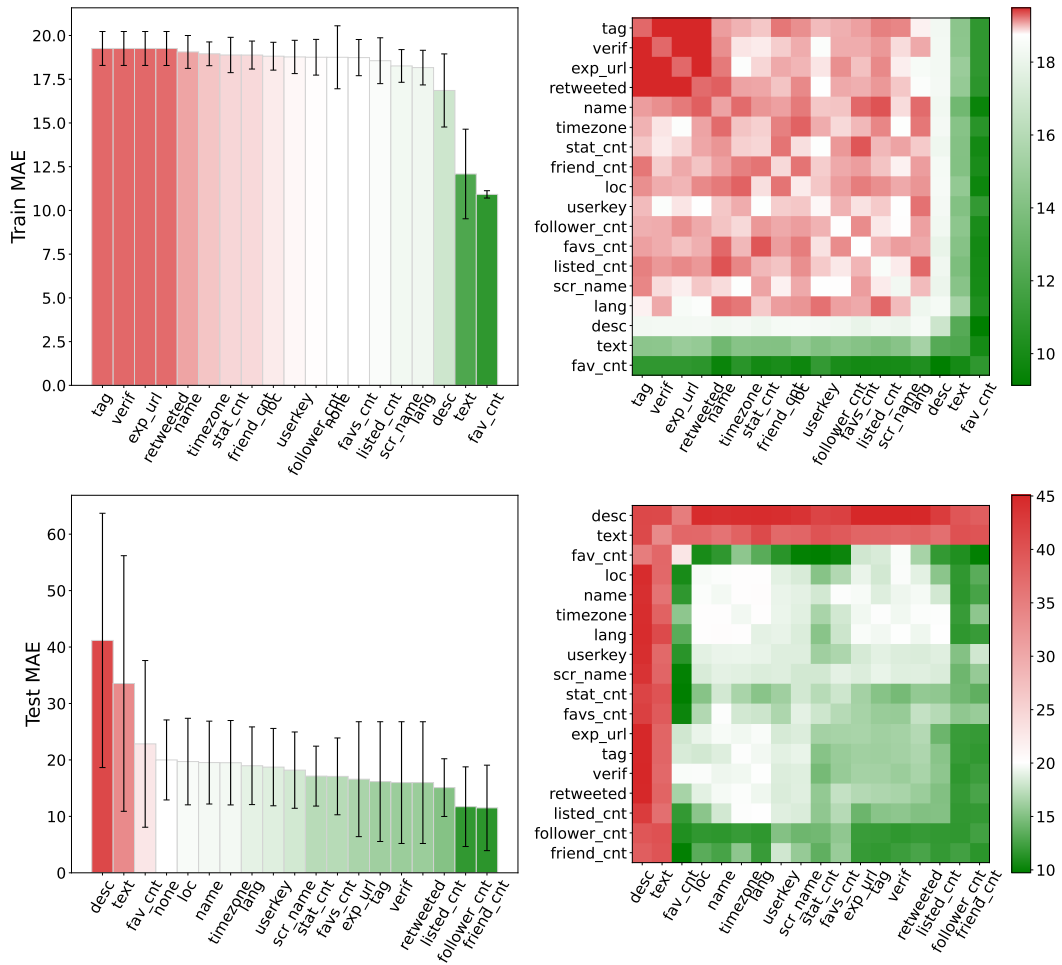 Train MAE
20.0
17.5
15.0
12.5
10.0
7.5
5.0
2.5
0.0
tag
verif
exp_url
retweeted
name
timezone
stat_cnt
friend_cnt
loc
userkey
follower_cnt
none
favs_cnt
listed_cnt
scr_name
lang
desc
text
fav_cnt
tag
verif
exp_url
retweeted
name
timezone
stat_cnt
friend_cnt
loc
userkey
follower_cnt
favs_cnt
listed_cnt
scr_name
lang
desc
text
fav_cnt
tag
verif
exp_url
retweeted
name
timezone
stat_cnt
friend_cnt
loc
userkey
follower_cnt
favs_cnt
listed_cnt
scr_name
lang
desc
text
fav_cnt
18
16
14
12
10
Test MAE
60
50
40
30
20
10
0
desc
text
fav_cnt
none
loc
name
timezone
lang
userkey
scr_name
stat_cnt
favs_cnt
exp_url
tag
verif
retweeted
listed_cnt
follower_cnt
friend_cnt
desc
text
fav_cnt
loc
name
timezone
lang
userkey
scr_name
stat_cnt
favs_cnt
exp_url
tag
verif
retweeted
listed_cnt
follower_cnt
friend_cnt
desc
text
fav_cnt
loc
name
timezone
lang
userkey
scr_name
stat_cnt
favs_cnt
exp_url
tag
verif
retweeted
listed_cnt
follower_cnt
friend_cnt
45
40
35
30
25
20
15
10